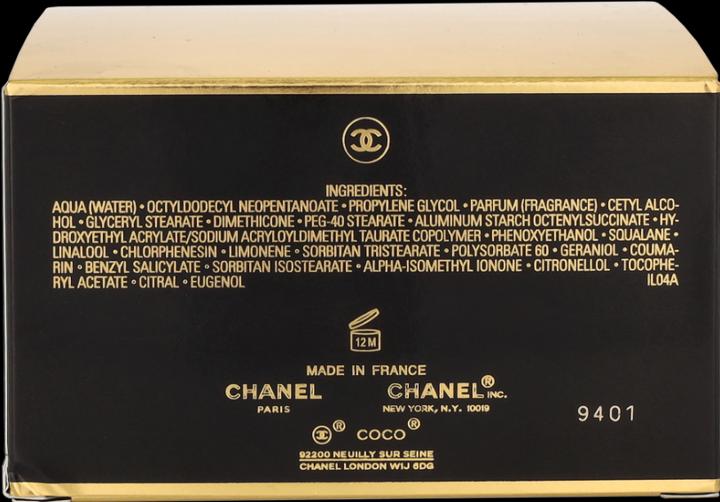 INGREDIENTS:
AQUA (WATER) • OCTYLDODECYL NEOPENTANOATE • PROPYLENE GLYCOL • PARFUM (FRAGRANCE) • CETYL ALCO-
HOL • GLYCERYL STEARATE • DIMETHICONE • PEG-40 STEARATE • ALUMINUM STARCH OCTENYLSUCCINATE • HY-
DROXYETHYL ACRYLATE/SODIUM ACRYLOYLDIMETHYL TAURATE COPOLYMER • PHENOXYETHANOL • SQUALANE •
LINALOOL • CHLORPHENESIN • LIMONENE • SORBITAN TRISTEARATE • POLYSORBATE 60 • GERANIOL • COUMA-
RIN • BENZYL SALICYLATE • SORBITAN ISOSTEARATE • ALPHA-ISOMETHYL IONONE • CITRONELLOL • TOCOPHE-
RYL ACETATE • CITRAL • EUGENOL IL04A
12 M
MADE IN FRANCE
CHANEL CHANEL® INC.
PARIS NEW YORK, N.Y. 10019
9401
® COCO®
92200 NEUILLY SUR SEINE
CHANEL LONDON W1J 6DG